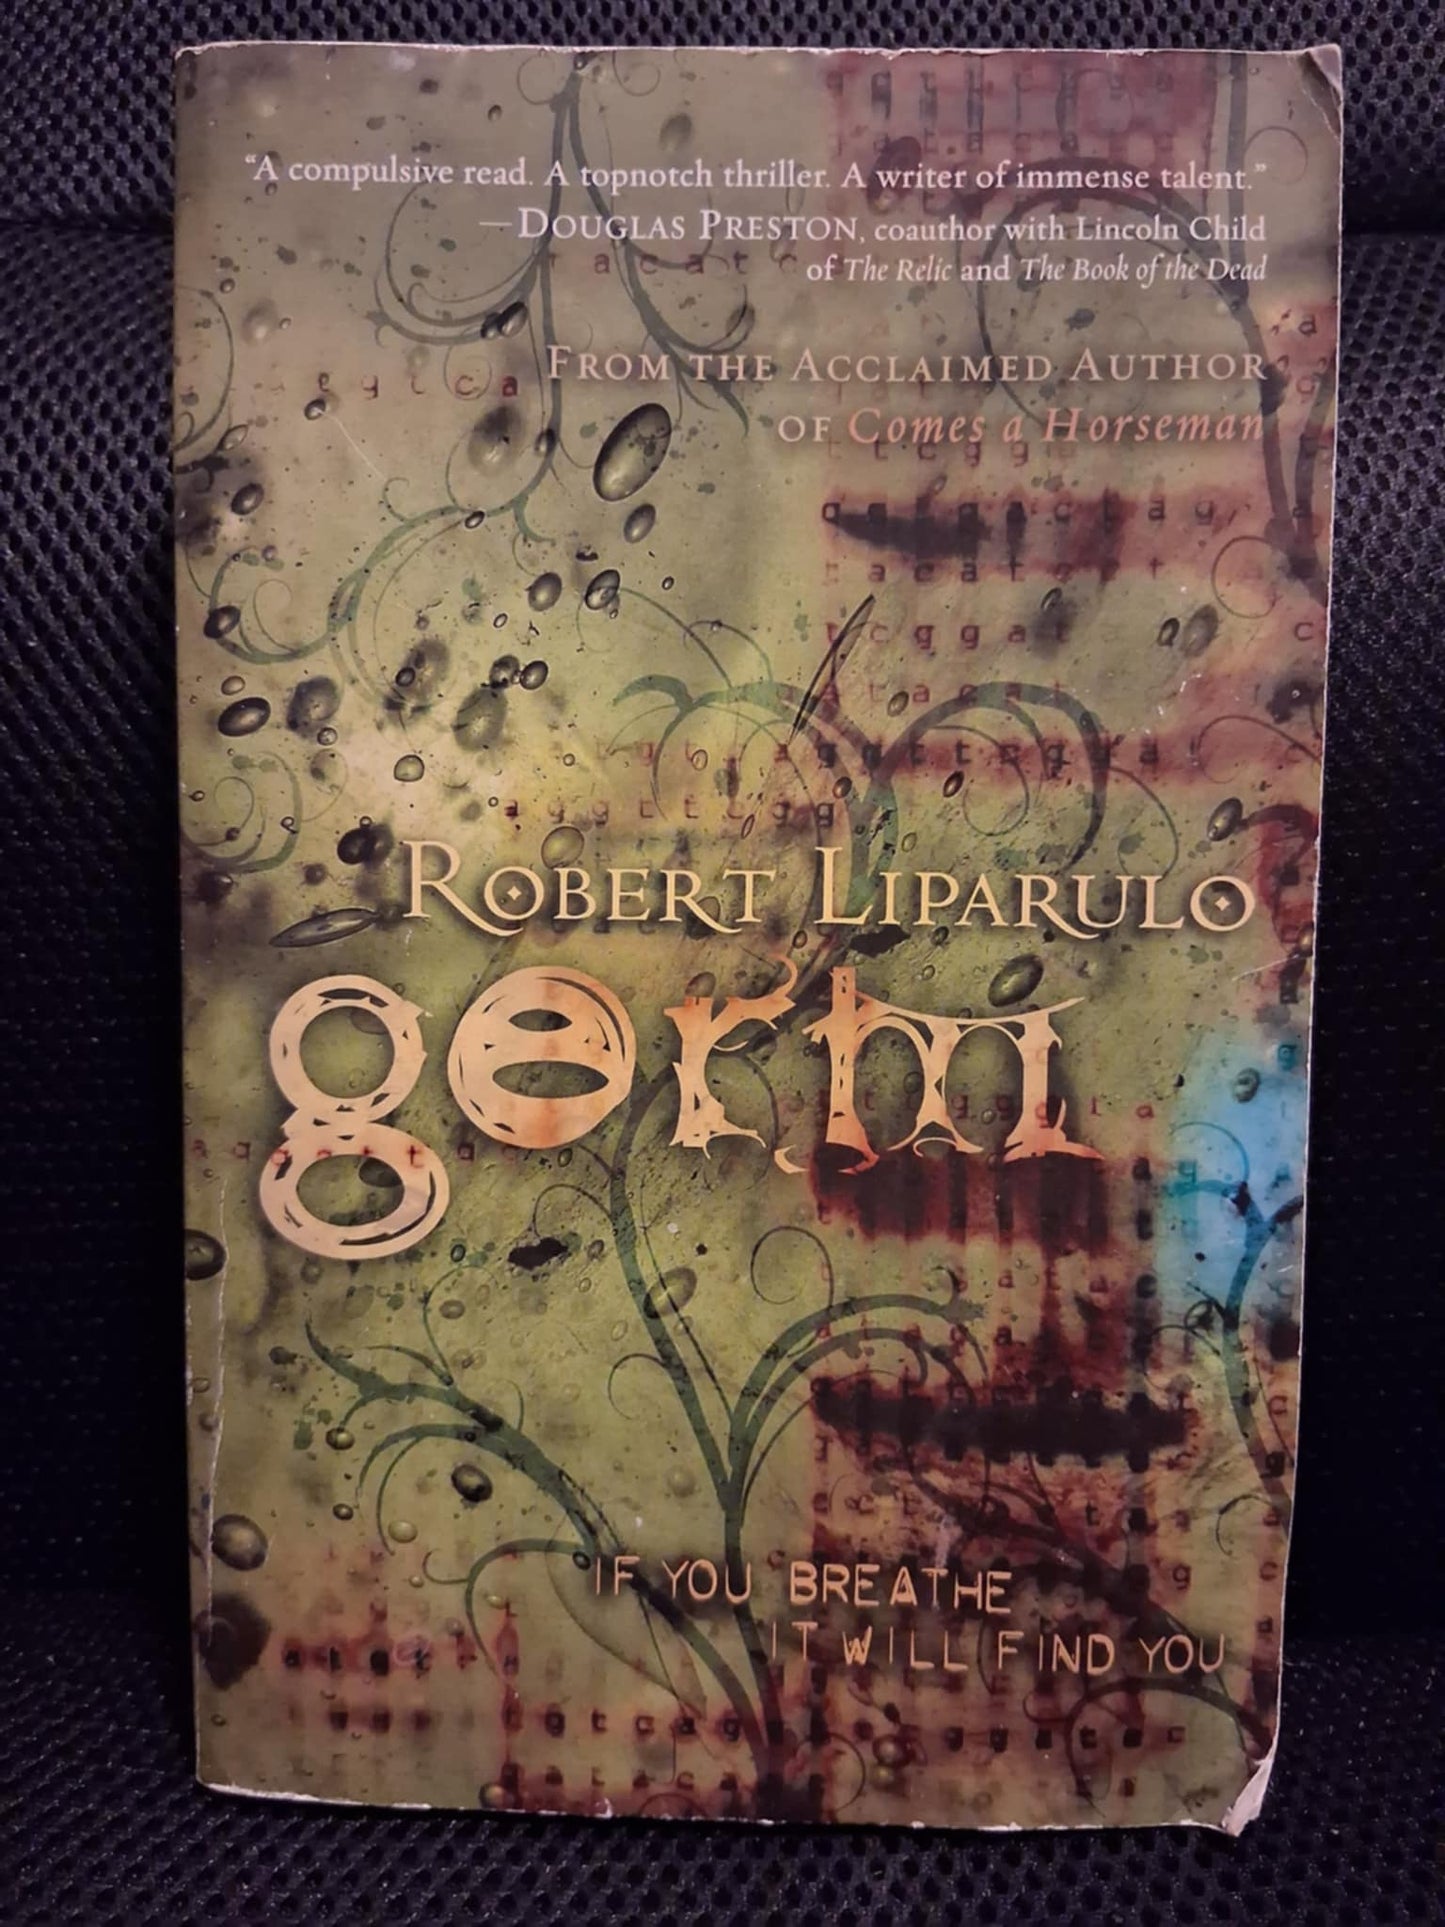 “A compulsive read. A topnotch thriller. A writer of immense talent.”
—DOUGLAS PRESTON, coauthor with Lincoln Child
of The Relic and The Book of the Dead
FROM THE ACCLAIMED AUTHOR
OF Comes a Horseman
ROBERT LIPARULO
germ
IF YOU BREATHE
IT WILL FIND YOU